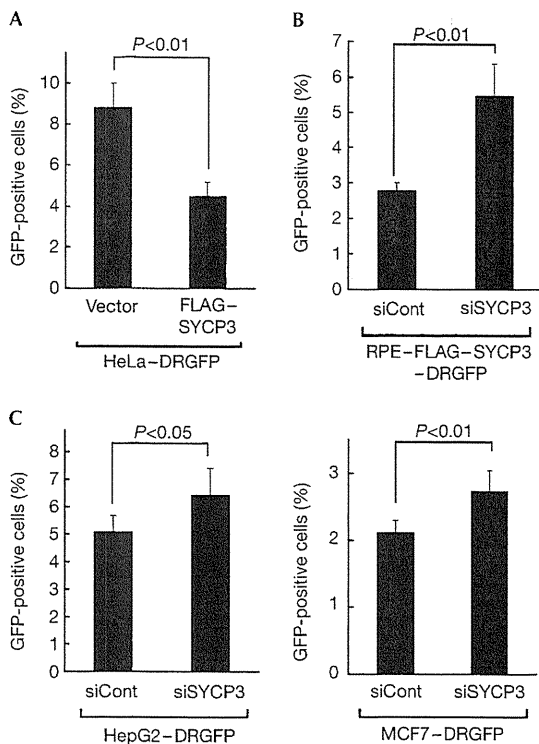 A
P<0.01
GFP-positive cells (%)
10
8
6
4
2
0
Vector
FLAG–
SYCP3
HeLa–DRGFP
B
P<0.01
GFP-positive cells (%)
7
6
5
4
3
2
1
0
siCont
siSYCP3
RPE–FLAG–SYCP3
–DRGFP
C
P<0.05
GFP-positive cells (%)
8
7
6
5
4
3
2
1
0
siCont
siSYCP3
HepG2–DRGFP
P<0.01
GFP-positive cells (%)
3
2
1
0
siCont
siSYCP3
MCF7–DRGFP